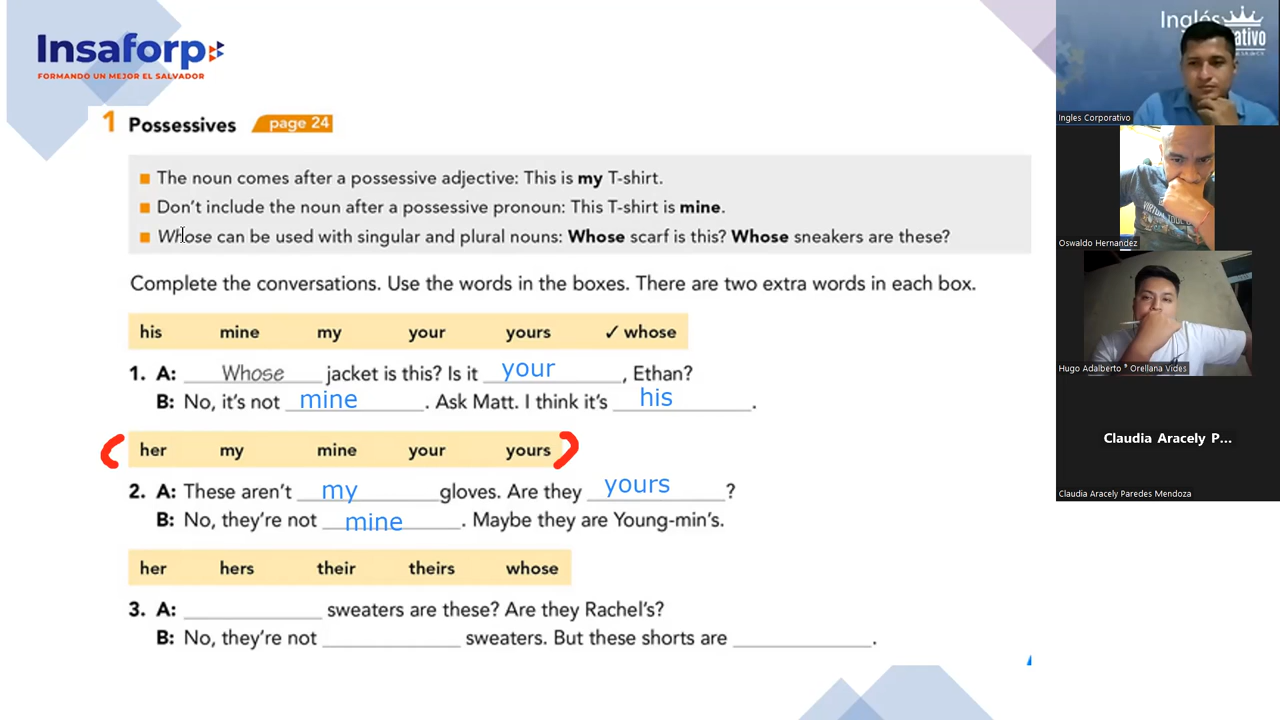 Insaforp
FORMANDO UN MEJOR EL SALVADOR
1 Possessives page 24
The noun comes after a possessive adjective: This is my T-shirt.
Don't include the noun after a possessive pronoun: This T-shirt is mine.
Whose can be used with singular and plural nouns: Whose scarf is this? Whose sneakers are these?
Complete the conversations. Use the words in the boxes. There are two extra words in each box.
his mine my your yours ✓ whose
1. A: Whose jacket is this? Is it your, Ethan?
B: No, it's not mine. Ask Matt. I think it's his.
( her my mine your yours )
2. A: These aren't my gloves. Are they yours?
B: No, they're not mine. Maybe they are Young-min's.
her hers their theirs whose
3. A: ____________ sweaters are these? Are they Rachel's?
B: No, they're not ____________ sweaters. But these shorts are ____________.
Inglés
Ingles Corporativo
Oswaldo Hernandez
Hugo Adalberto Orellana Vides
Claudia Aracely P...
Claudia Aracely Paredes Mendoza